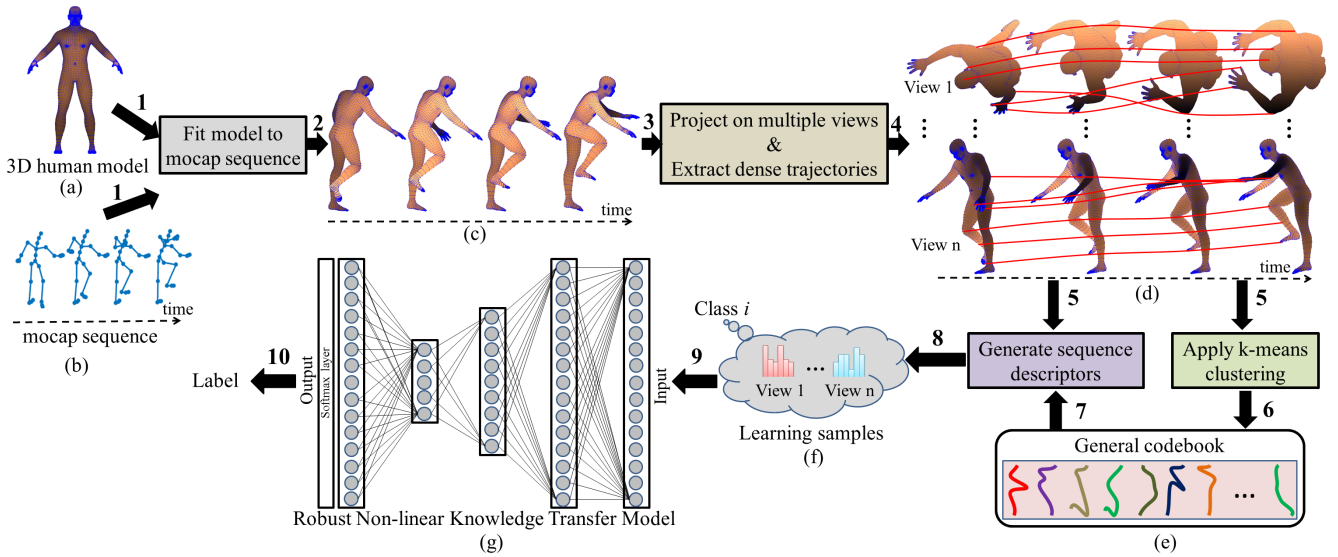 3D human model
(a)
1
1
mocap sequence
time
(b)
Fit model to
mocap sequence
2
time
(c)
3
Project on multiple views
&
Extract dense trajectories
4
View 1
View n
time
(d)
5
5
Generate sequence
descriptors
Apply k-means
clustering
6
7
General codebook
...
(e)
8
Class i
...
View 1 View n
Learning samples
(f)
9
Input
Softmax layer
Output
Robust Non-linear Knowledge Transfer Model
(g)
10
Label